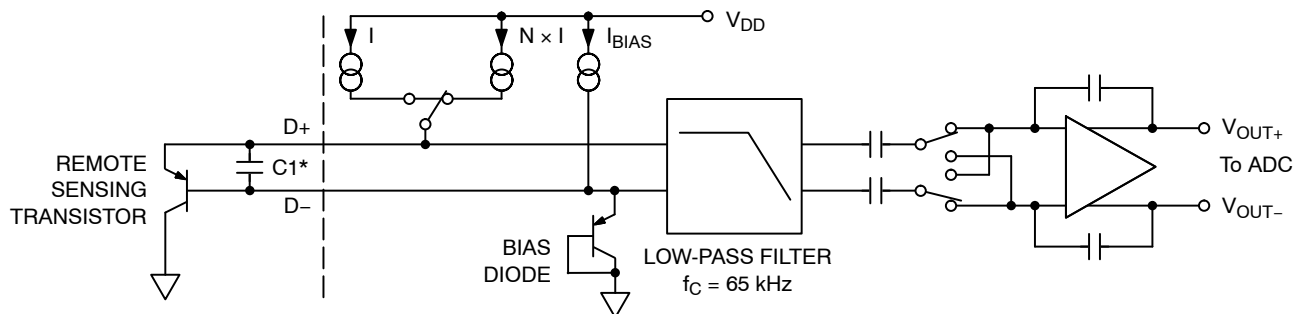 V_DD
I
N × I
I_BIAS
D+
C1*
D−
REMOTE
SENSING
TRANSISTOR
BIAS
DIODE
LOW-PASS FILTER
f_C = 65 kHz
V_OUT+
To ADC
V_OUT−